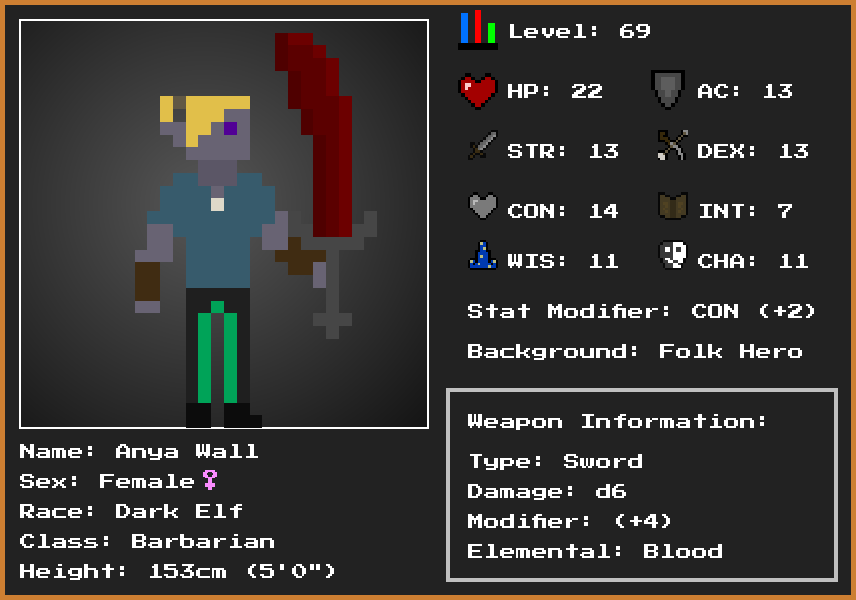 Level: 69
HP: 22
AC: 13
STR: 13
DEX: 13
CON: 14
INT: 7
WIS: 11
CHA: 11
Stat Modifier: CON (+2)
Background: Folk Hero
Weapon Information:
Type: Sword
Damage: d6
Modifier: (+4)
Elemental: Blood
Name: Anya Wall
Sex: Female♀
Race: Dark Elf
Class: Barbarian
Height: 153cm (5'0")